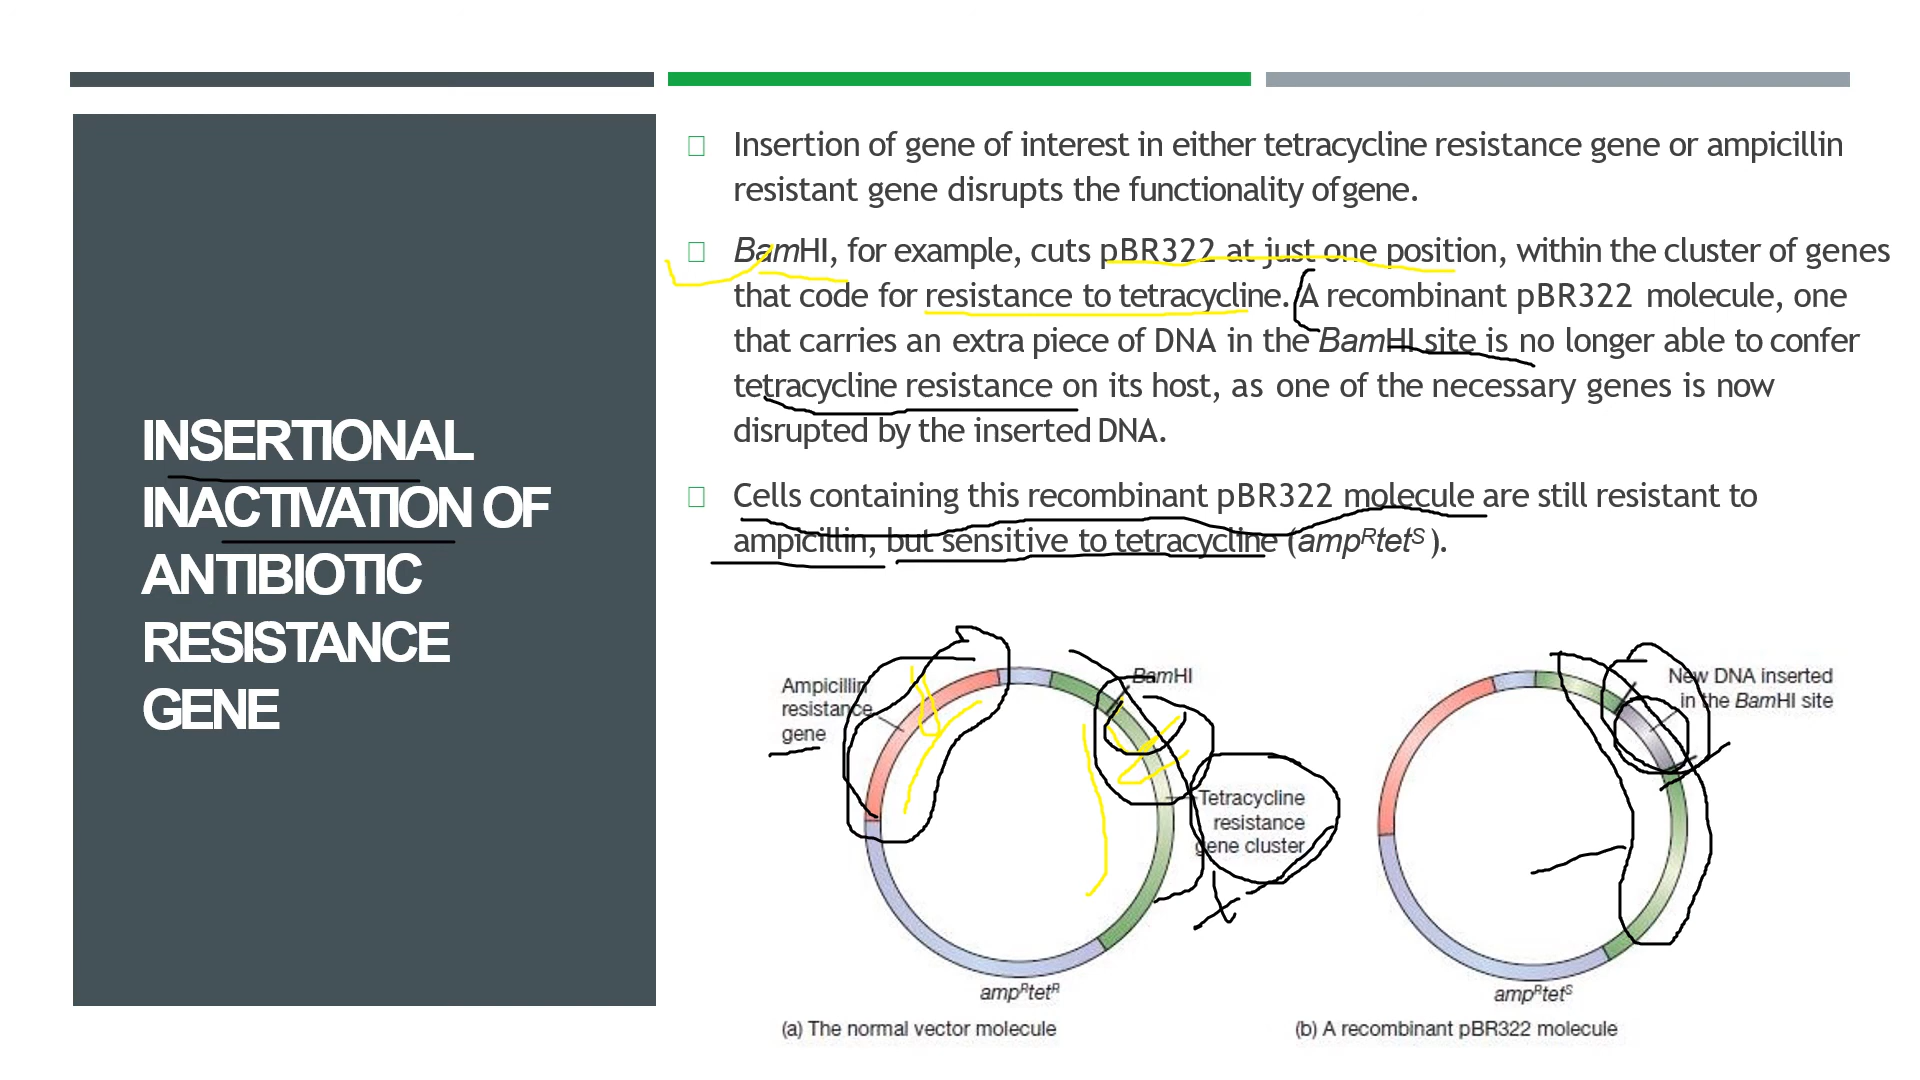 INSERTIONAL
INACTIVATION OF
ANTIBIOTIC
RESISTANCE
GENE
Insertion of gene of interest in either tetracycline resistance gene or ampicillin
resistant gene disrupts the functionality ofgene.
BamHI, for example, cuts pBR322 at just one position, within the cluster of genes
that code for resistance to tetracycline. A recombinant pBR322 molecule, one
that carries an extra piece of DNA in the BamHI site is no longer able to confer
tetracycline resistance on its host, as one of the necessary genes is now
disrupted by the inserted DNA.
Cells containing this recombinant pBR322 molecule are still resistant to
ampicillin, but sensitive to tetracycline (ampᴿtetˢ).
Ampicillin
resistance
gene
BamHI
Tetracycline
resistance
gene cluster
ampᴿtetᴿ
(a) The normal vector molecule
New DNA inserted
in the BamHI site
ampᴿtetˢ
(b) A recombinant pBR322 molecule